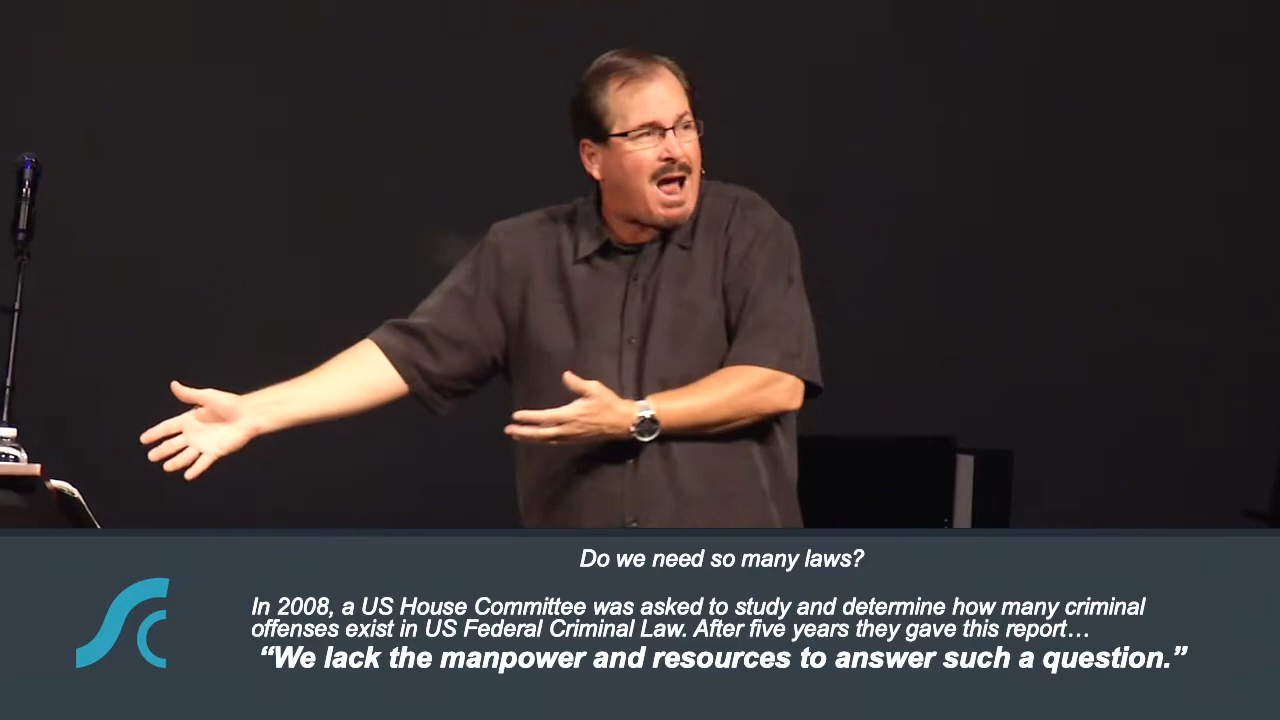 Do we need so many laws?
In 2008, a US House Committee was asked to study and determine how many criminal
offenses exist in US Federal Criminal Law. After five years they gave this report…
“We lack the manpower and resources to answer such a question.”